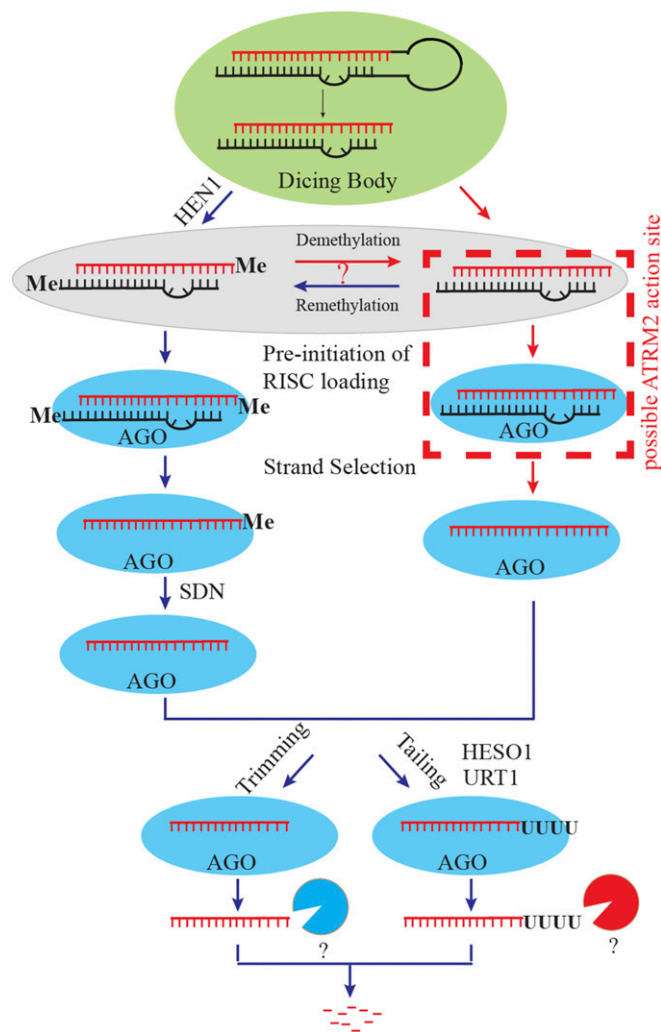 Dicing Body
HEN1
Me
Me
Demethylation
?
Remethylation
possible ATRM2 action site
Pre-initiation of
RISC loading
Me
Me
AGO
AGO
Strand Selection
Me
AGO
AGO
SDN
AGO
Trimming
Tailing
HESO1
URT1
UUUU
AGO
AGO
UUUU
?
?